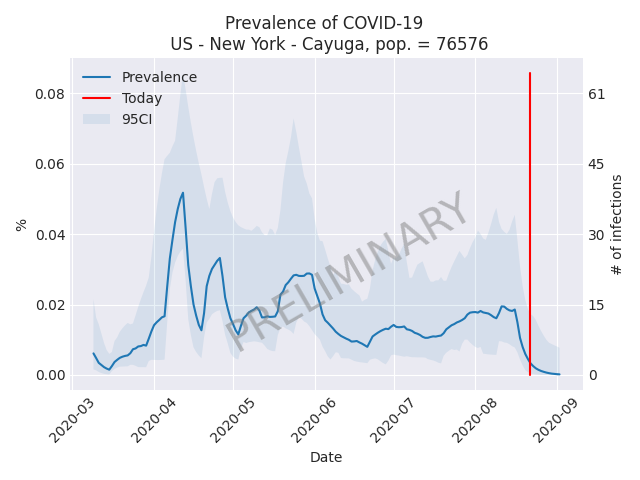 Prevalence of COVID-19
US - New York - Cayuga, pop. = 76576
Prevalence
Today
95CI
0.08
0.06
0.04
0.02
0.00
%
61
45
30
15
0
# of infections
PRELIMINARY
2020-03
2020-04
2020-05
2020-06
2020-07
2020-08
2020-09
Date